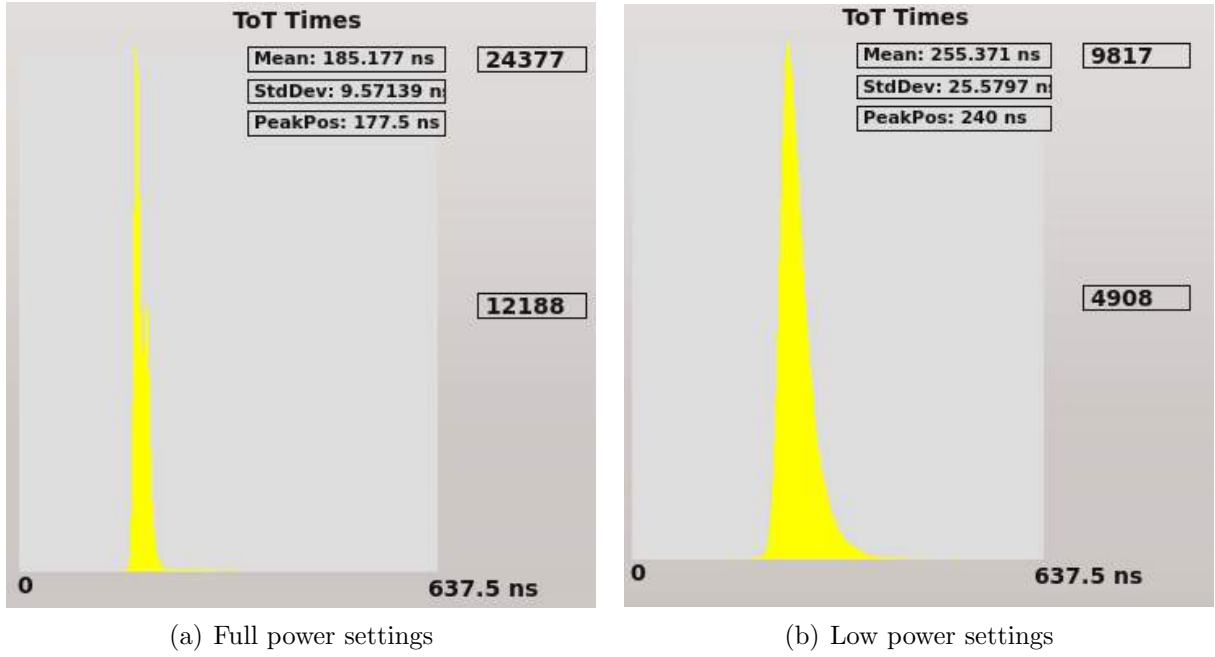 ToT Times
Mean: 185.177 ns
24377
StdDev: 9.57139 n
PeakPos: 177.5 ns
12188
0
637.5 ns
(a) Full power settings
ToT Times
Mean: 255.371 ns
9817
StdDev: 25.5797 n
PeakPos: 240 ns
4908
0
637.5 ns
(b) Low power settings